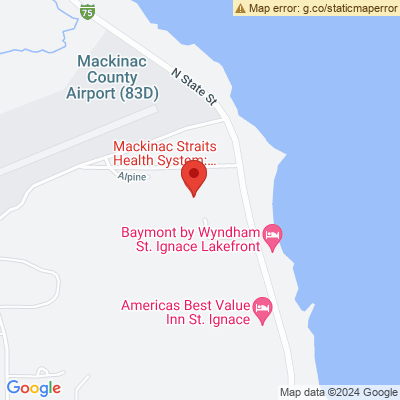 Map error: g.co/staticmaperror
75
N State St
Mackinac
County
Airport (83D)
Mackinac Straits
Health System:...
Alpine
Baymont by Wyndham
St. Ignace Lakefront
Americas Best Value
Inn St. Ignace
Google
Map data ©2024 Google